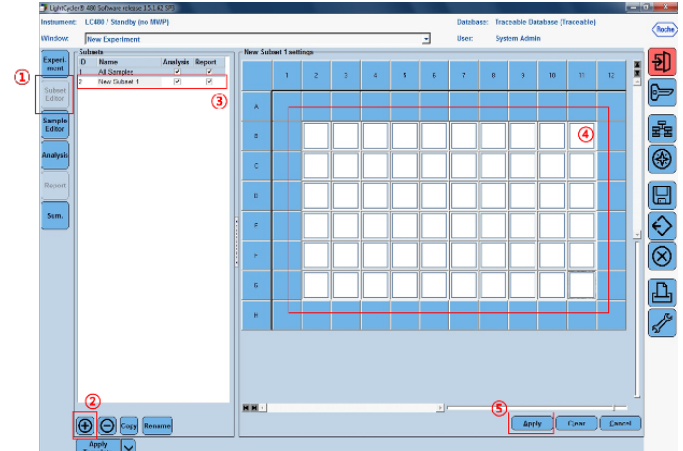 LightCycler® 480 Software release 1.5.1.62 SP3
Instrument: LC480 / Standby (no MWP)
Database: Traceable Database (Traceable)
Window: New Experiment
User: System Admin
Roche
Subsets
ID Name Analysis Report
1 All Samples
2 New Subset 1
New Subset 1 settings
1 2 3 4 5 6 7 8 9 10 11 12
A
B
C
D
E
F
G
H
Experi-
ment
Subset
Editor
Sample
Editor
Analysis
Report
Sum.
①
②
③
④
⑤
Copy
Rename
Apply
Apply
Clear
Cancel